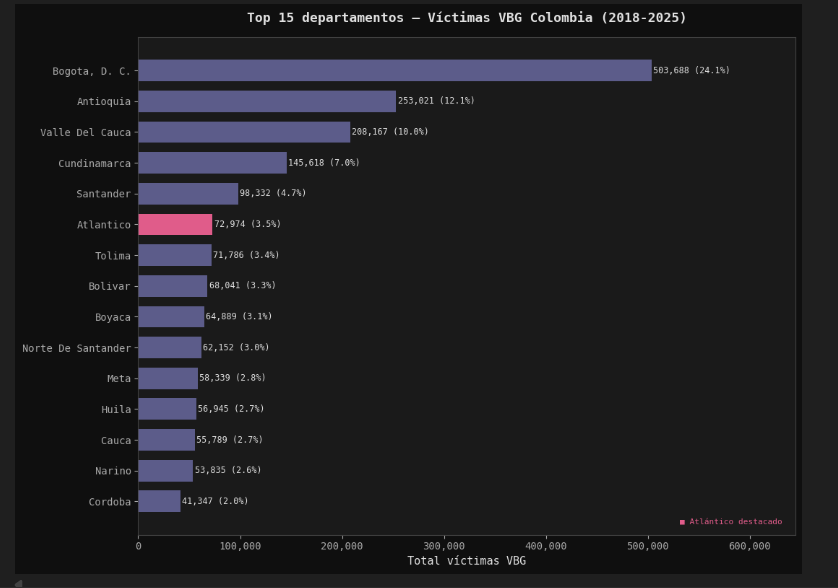 Top 15 departamentos — Víctimas VBG Colombia (2018-2025)
Bogota, D. C. 503,688 (24.1%)
Antioquia 253,021 (12.1%)
Valle Del Cauca 208,167 (10.0%)
Cundinamarca 145,618 (7.0%)
Santander 98,332 (4.7%)
Atlantico 72,974 (3.5%)
Tolima 71,786 (3.4%)
Bolivar 68,041 (3.3%)
Boyaca 64,889 (3.1%)
Norte De Santander 62,152 (3.0%)
Meta 58,339 (2.8%)
Huila 56,945 (2.7%)
Cauca 55,789 (2.7%)
Narino 53,835 (2.6%)
Cordoba 41,347 (2.0%)
■ Atlántico destacado
0 100,000 200,000 300,000 400,000 500,000 600,000
Total víctimas VBG